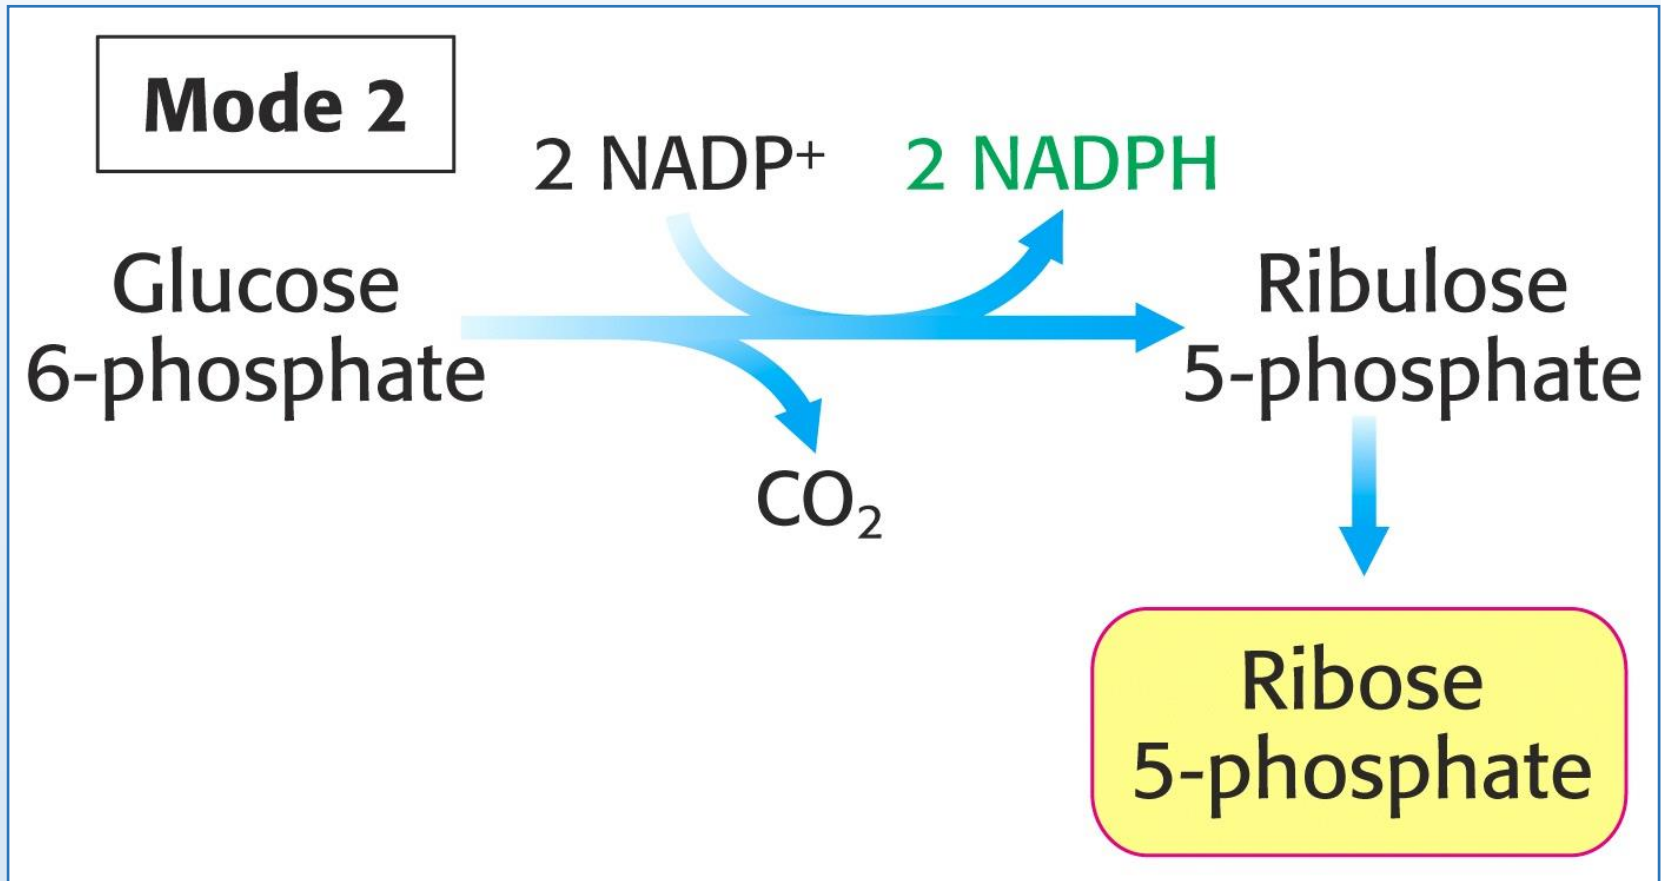 Mode 2
2 NADP⁺ 2 NADPH
Glucose
6-phosphate
Ribulose
5-phosphate
CO₂
Ribose
5-phosphate